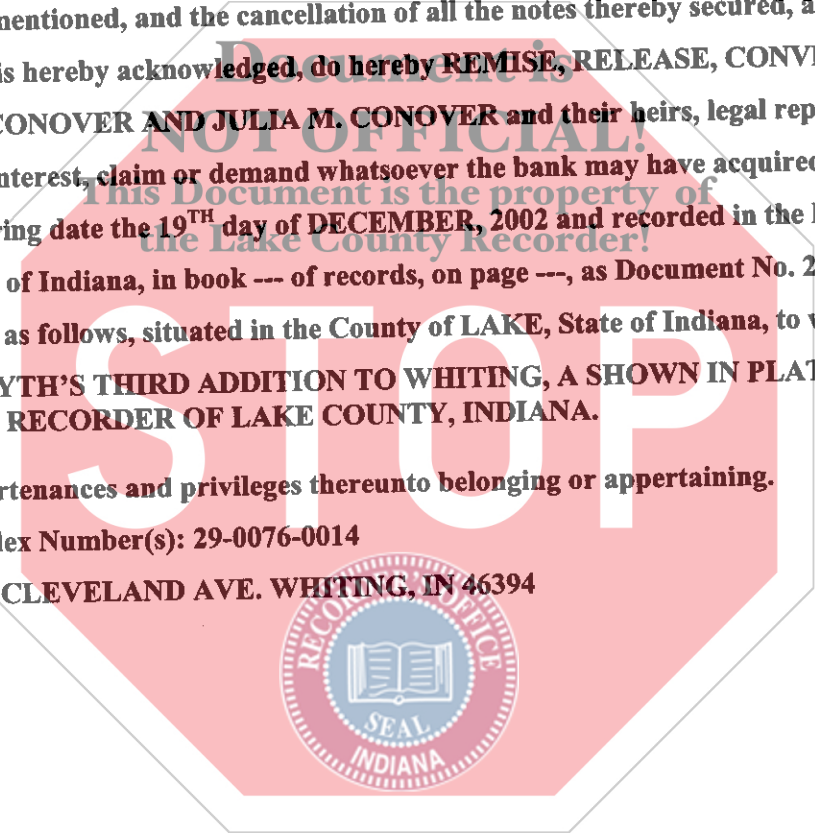 mentioned, and the cancellation of all the notes thereby secured, a
is hereby acknowledged, do hereby REMISE, RELEASE, CONV
Document is
CONOVER AND JULIA M. CONOVER and their heirs, legal rep
NOT OFFICIAL!
interest, claim or demand whatsoever the bank may have acquired
This Document is the property of
ring date the 19TH day of DECEMBER, 2002 and recorded in the
the Lake County Recorder!
of Indiana, in book --- of records, on page ---, as Document No. 2
as follows, situated in the County of LAKE, State of Indiana, to
STOP
YTH'S THIRD ADDITION TO WHITING, A SHOWN IN PLAT
RECORDER OF LAKE COUNTY, INDIANA.
rtenances and privileges thereunto belonging or appertaining.
lex Number(s): 29-0076-0014
CLEVELAND AVE. WHITING, IN 46394
RECORDER'S OFFICE
SEAL
INDIANA